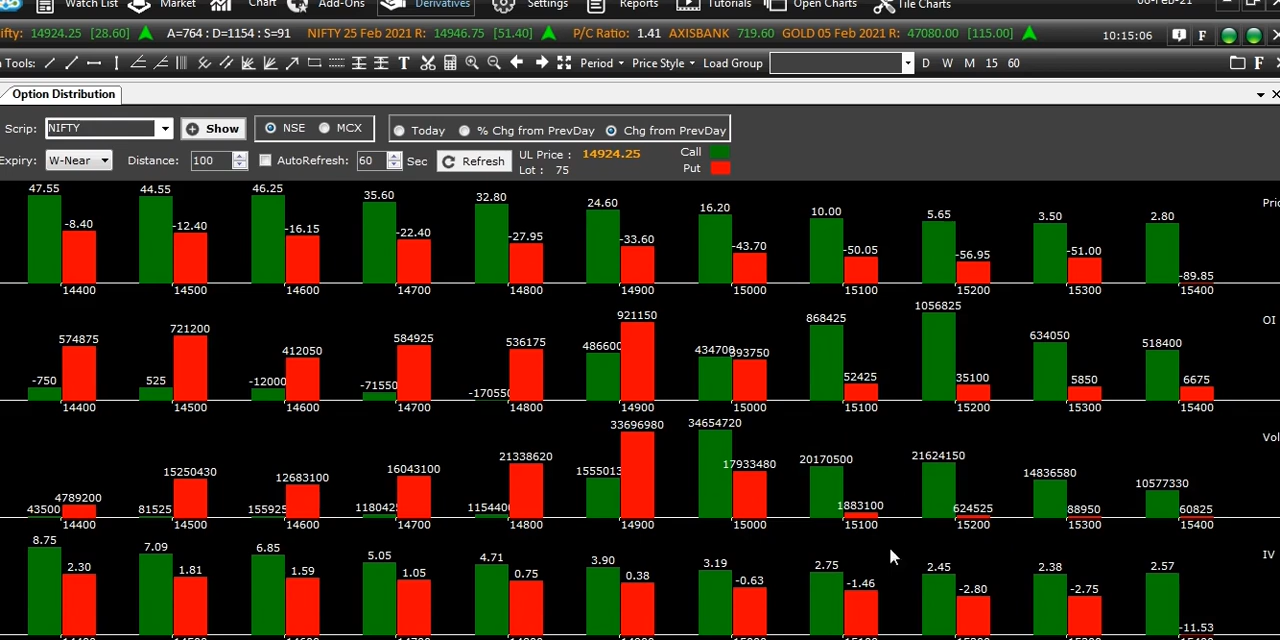 Watch List Market Chart Add-Ons Derivatives Settings Reports Tutorials Open Charts Tile Charts
ifty: 14924.25 [28.60] A=764 : D=1154 : S=91 NIFTY 25 Feb 2021 R: 14946.75 [51.40] P/C Ratio: 1.41 AXISBANK 719.60 GOLD 05 Feb 2021 R: 47080.00 [115.00] 10:15:06 F
Tools: T Period Price Style Load Group D W M 15 60 F
Option Distribution
Scrip: NIFTY Show NSE MCX Today % Chg from PrevDay Chg from PrevDay
Expiry: W-Near Distance: 100 AutoRefresh: 60 Sec Refresh UL Price : 14924.25 Call
Lot : 75 Put
47.55 44.55 46.25 35.60 32.80 24.60 16.20 10.00 5.65 3.50 2.80
-8.40 -12.40 -16.15 -22.40 -27.95 -33.60 -43.70 -50.05 -56.95 -51.00 -89.85
14400 14500 14600 14700 14800 14900 15000 15100 15200 15300 15400
OI
-750 525 -12000 -71550 -17055 486600 434700 868425 1056825 634050 518400
574875 721200 412050 584925 536175 921150 393750 52425 35100 5850 6675
14400 14500 14600 14700 14800 14900 15000 15100 15200 15300 15400
43500 81525 155925 118042 115440 1555013 34654720 20170500 21624150 14836580 10577330
4789200 15250430 12683100 16043100 21338620 33696980 17933480 1883100 624525 88950 60825
14400 14500 14600 14700 14800 14900 15000 15100 15200 15300 15400
IV
8.75 7.09 6.85 5.05 4.71 3.90 3.19 2.75 2.45 2.38 2.57
2.30 1.81 1.59 1.05 0.75 0.38 -0.63 -1.46 -2.80 -2.75 -11.53